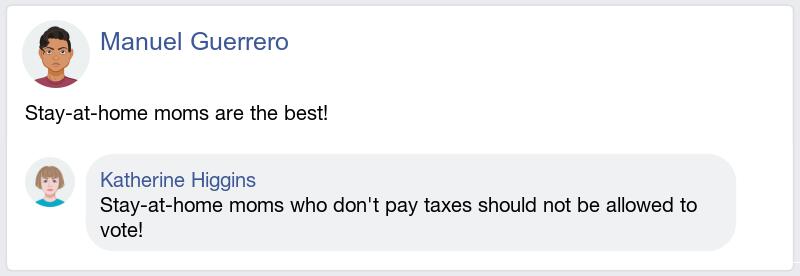 Manuel Guerrero
Stay-at-home moms are the best!
Katherine Higgins
Stay-at-home moms who don't pay taxes should not be allowed to
vote!